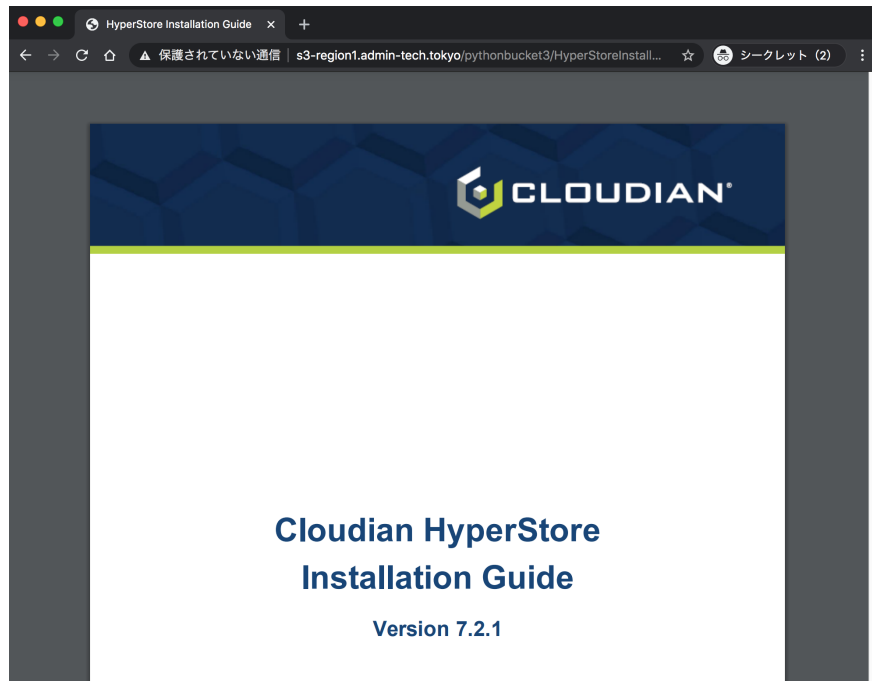 HyperStore Installation Guide
保護されていない通信 s3-region1.admin-tech.tokyo/pythonbucket3/HyperStoreInstall...
シークレット (2)
CLOUDIAN®
Cloudian HyperStore
Installation Guide
Version 7.2.1